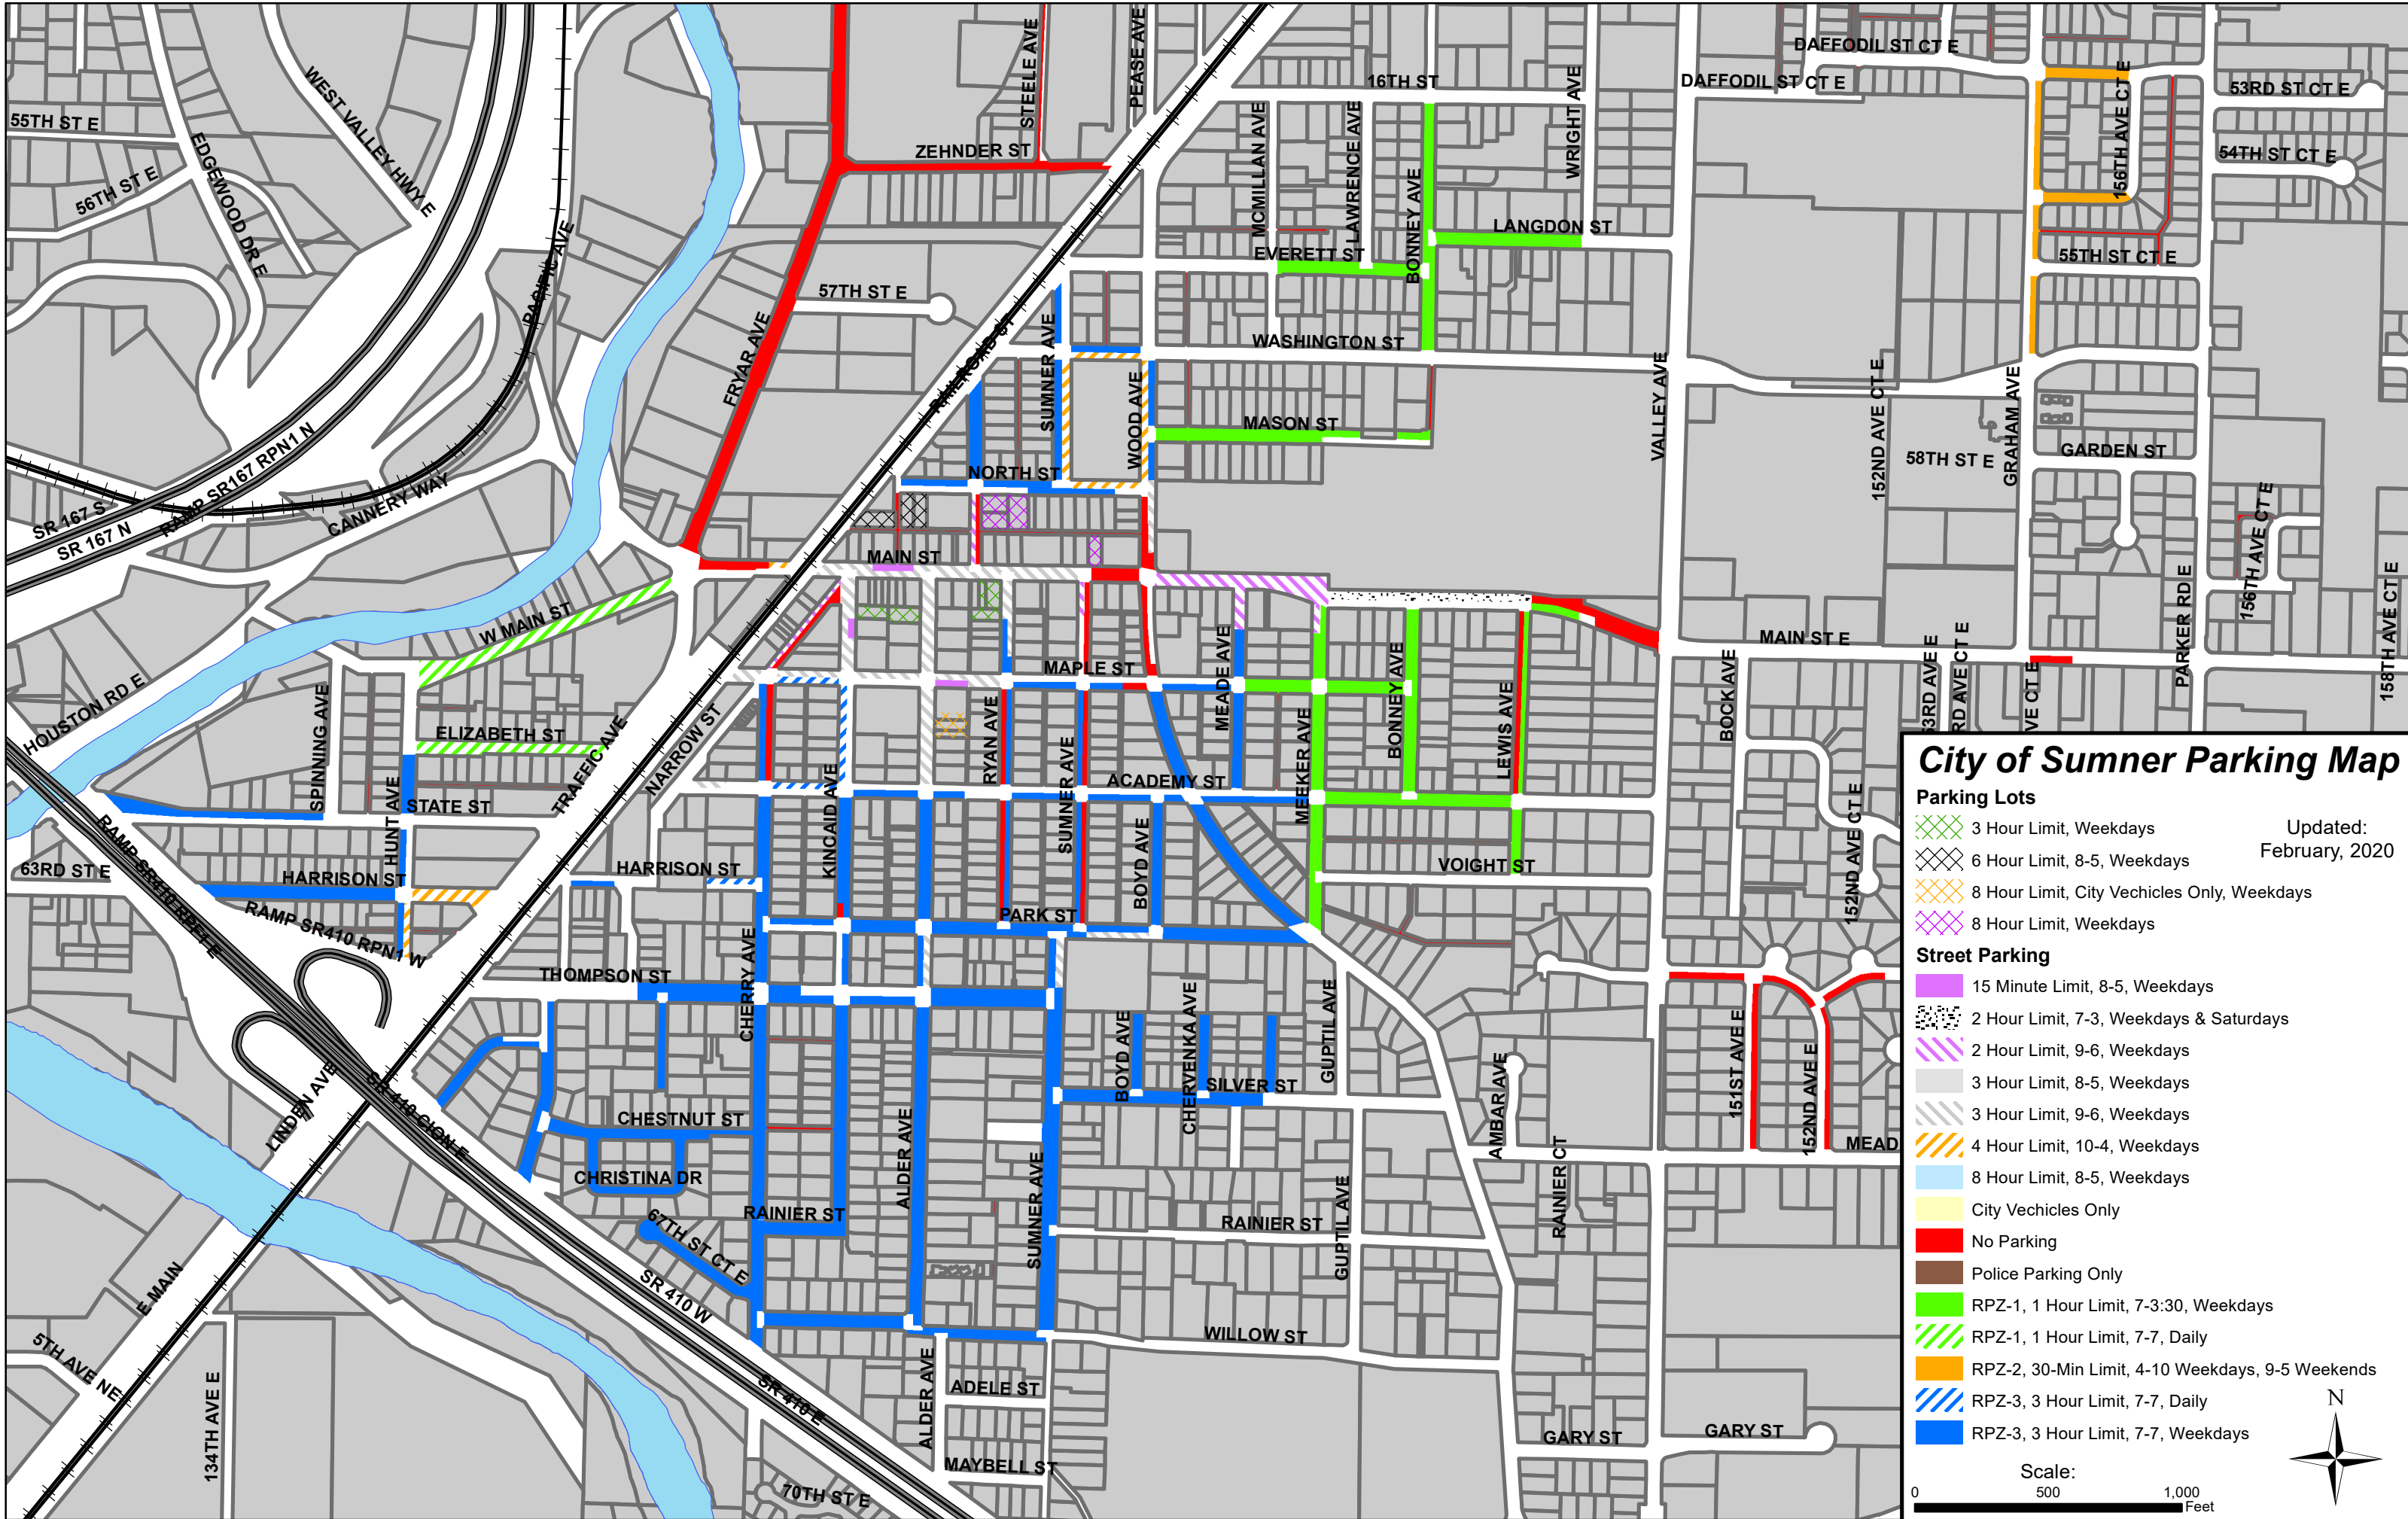 DAFFODIL ST CT E
STEELE AVE
PEASE AVE
16TH ST
DAFFODIL ST CT E
53RD ST CT E
WEST VALLEY HWY E
WRIGHT AVE
156TH AVE CT E
55TH ST E
EDGEWOOD DR E
ZEHNDER ST
MCMILLAN AVE
LAWRENCE AVE
54TH ST CT E
56TH ST E
BONNEY AVE
LANGDON ST
EVERETT ST
55TH ST CT E
PACIFIC AVE
57TH ST E
FRYAR AVE
RAILROAD ST
SUMNER AVE
WASHINGTON ST
VALLEY AVE
152ND AVE CT E
GRAHAM AVE
WOOD AVE
MASON ST
GARDEN ST
58TH ST E
RAMP SR167 RPN1 N
NORTH ST
CANNERY WAY
SR 167 S
SR 167 N
156TH AVE CT E
MAIN ST
PARKER RD E
158TH AVE CT E
W MAIN ST
MAIN ST E
MAPLE ST
MEADE AVE
BONNEY AVE
LEWIS AVE
BOCK AVE
53RD AVE
RD AVE CT E
VE CT E
HOUSTON RD E
SPINNING AVE
ELIZABETH ST
TRAFFIC AVE
NARROW ST
RYAN AVE
SUMNER AVE
MEEKER AVE
ACADEMY ST
KINCAID AVE
HUNT AVE
STATE ST
152ND AVE CT E
RAMP SR410 RPE1 E
BOYD AVE
63RD ST E
HARRISON ST
HARRISON ST
VOIGHT ST
RAMP SR410 RPN1 W
PARK ST
CHERRY AVE
THOMPSON ST
BOYD AVE
CHERVENKA AVE
GUPTIL AVE
AMBAR AVE
151ST AVE E
152ND AVE E
LINDEN AVE
SR 410 CION E
SILVER ST
CHESTNUT ST
ALDER AVE
MEAD
CHRISTINA DR
SUMNER AVE
RAINIER CT
RAINIER ST
RAINIER ST
GUPTIL AVE
67TH ST CT E
E MAIN
SR 410 W
WILLOW ST
5TH AVE NE
134TH AVE E
SR 410 E
ALDER AVE
ADELE ST
GARY ST
GARY ST
MAYBELL ST
70TH ST E
City of Sumner Parking Map
Parking Lots
3 Hour Limit, Weekdays
Updated:
February, 2020
6 Hour Limit, 8-5, Weekdays
8 Hour Limit, City Vechicles Only, Weekdays
8 Hour Limit, Weekdays
Street Parking
15 Minute Limit, 8-5, Weekdays
2 Hour Limit, 7-3, Weekdays & Saturdays
2 Hour Limit, 9-6, Weekdays
3 Hour Limit, 8-5, Weekdays
3 Hour Limit, 9-6, Weekdays
4 Hour Limit, 10-4, Weekdays
8 Hour Limit, 8-5, Weekdays
City Vechicles Only
No Parking
Police Parking Only
RPZ-1, 1 Hour Limit, 7-3:30, Weekdays
RPZ-1, 1 Hour Limit, 7-7, Daily
RPZ-2, 30-Min Limit, 4-10 Weekdays, 9-5 Weekends
RPZ-3, 3 Hour Limit, 7-7, Daily
RPZ-3, 3 Hour Limit, 7-7, Weekdays
N
Scale:
0 500 1,000
Feet